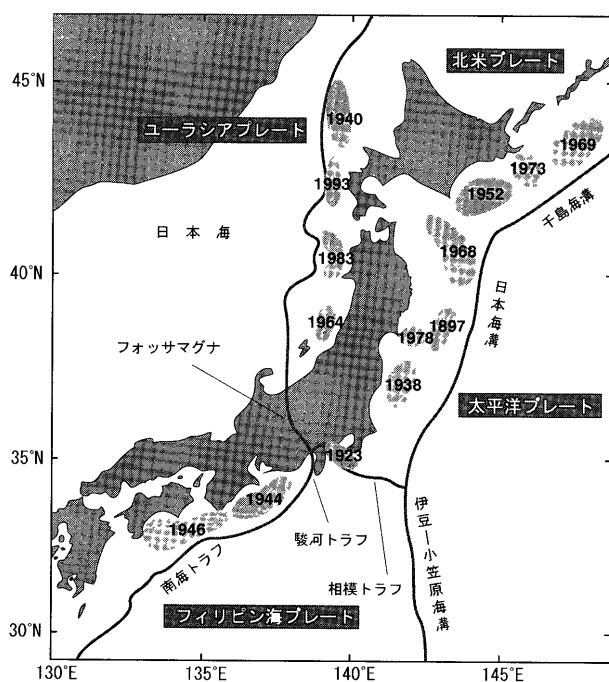 45°N
40°N
35°N
30°N
130°E
135°E
140°E
145°E
北米プレート
ユーラシアプレート
1940
1969
1973
1993
1952
千島海溝
日本海
1983
1968
日本海溝
1964
1897
1978
フォッサマグナ
1938
太平洋プレート
1923
1944
1946
駿河トラフ
伊豆ー小笠原海溝
南海トラフ
相模トラフ
フィリピン海プレート